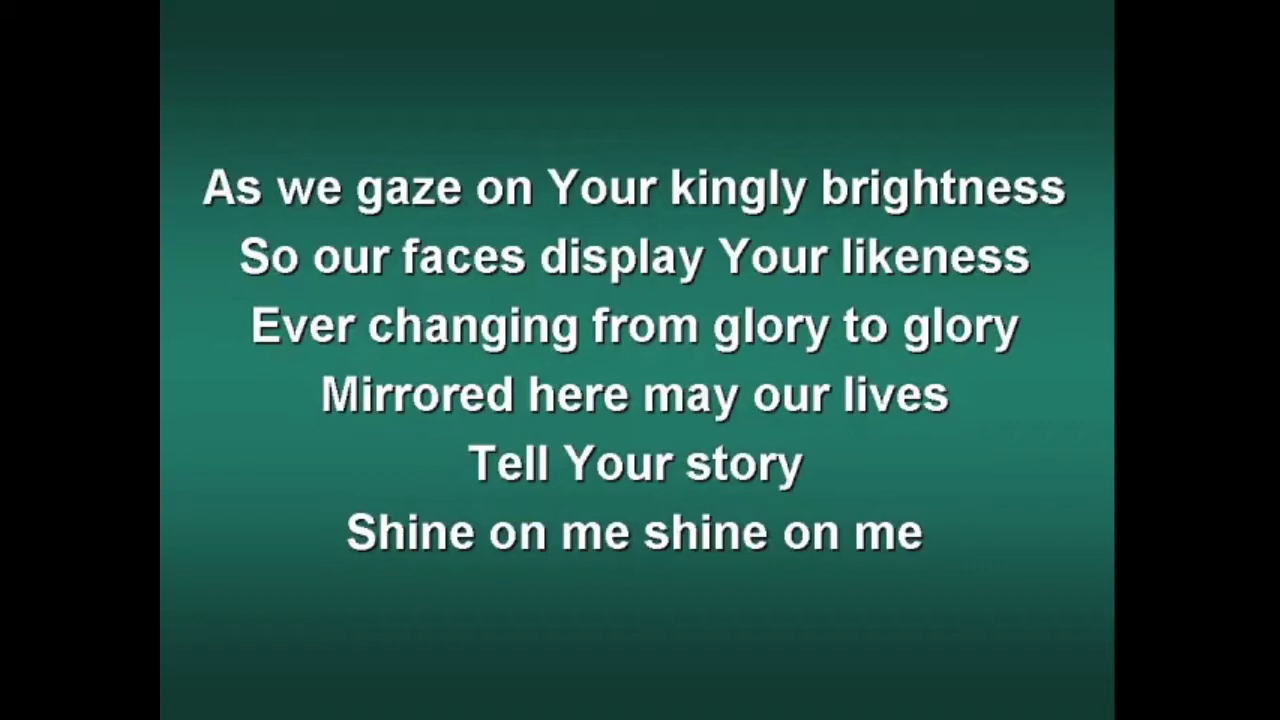 As we gaze on Your kingly brightness
So our faces display Your likeness
Ever changing from glory to glory
Mirrored here may our lives
Tell Your story
Shine on me shine on me